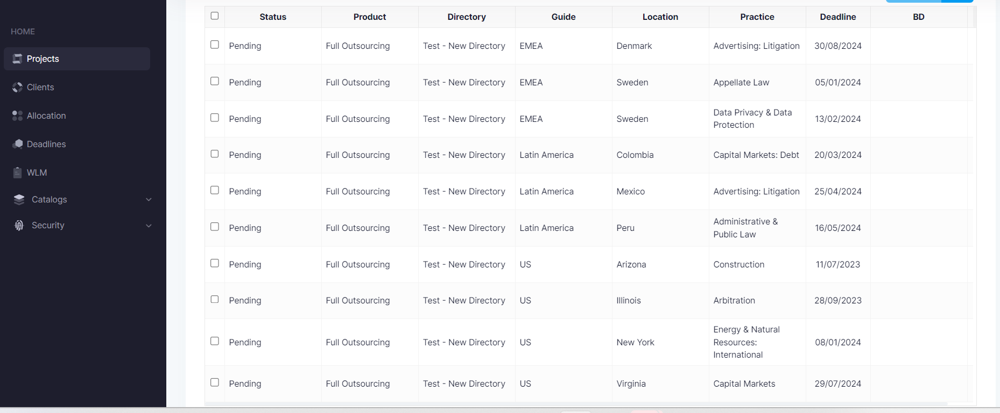 HOME
Projects
Clients
Allocation
Deadlines
WLM
Catalogs
Security
Status Product Directory Guide Location Practice Deadline BD
Pending Full Outsourcing Test - New Directory EMEA Denmark Advertising: Litigation 30/08/2024
Pending Full Outsourcing Test - New Directory EMEA Sweden Appellate Law 05/01/2024
Pending Full Outsourcing Test - New Directory EMEA Sweden Data Privacy & Data
Protection 13/02/2024
Pending Full Outsourcing Test - New Directory Latin America Colombia Capital Markets: Debt 20/03/2024
Pending Full Outsourcing Test - New Directory Latin America Mexico Advertising: Litigation 25/04/2024
Pending Full Outsourcing Test - New Directory Latin America Peru Administrative &
Public Law 16/05/2024
Pending Full Outsourcing Test - New Directory US Arizona Construction 11/07/2023
Pending Full Outsourcing Test - New Directory US Illinois Arbitration 28/09/2023
Pending Full Outsourcing Test - New Directory US New York Energy & Natural
Resources:
International 08/01/2024
Pending Full Outsourcing Test - New Directory US Virginia Capital Markets 29/07/2024